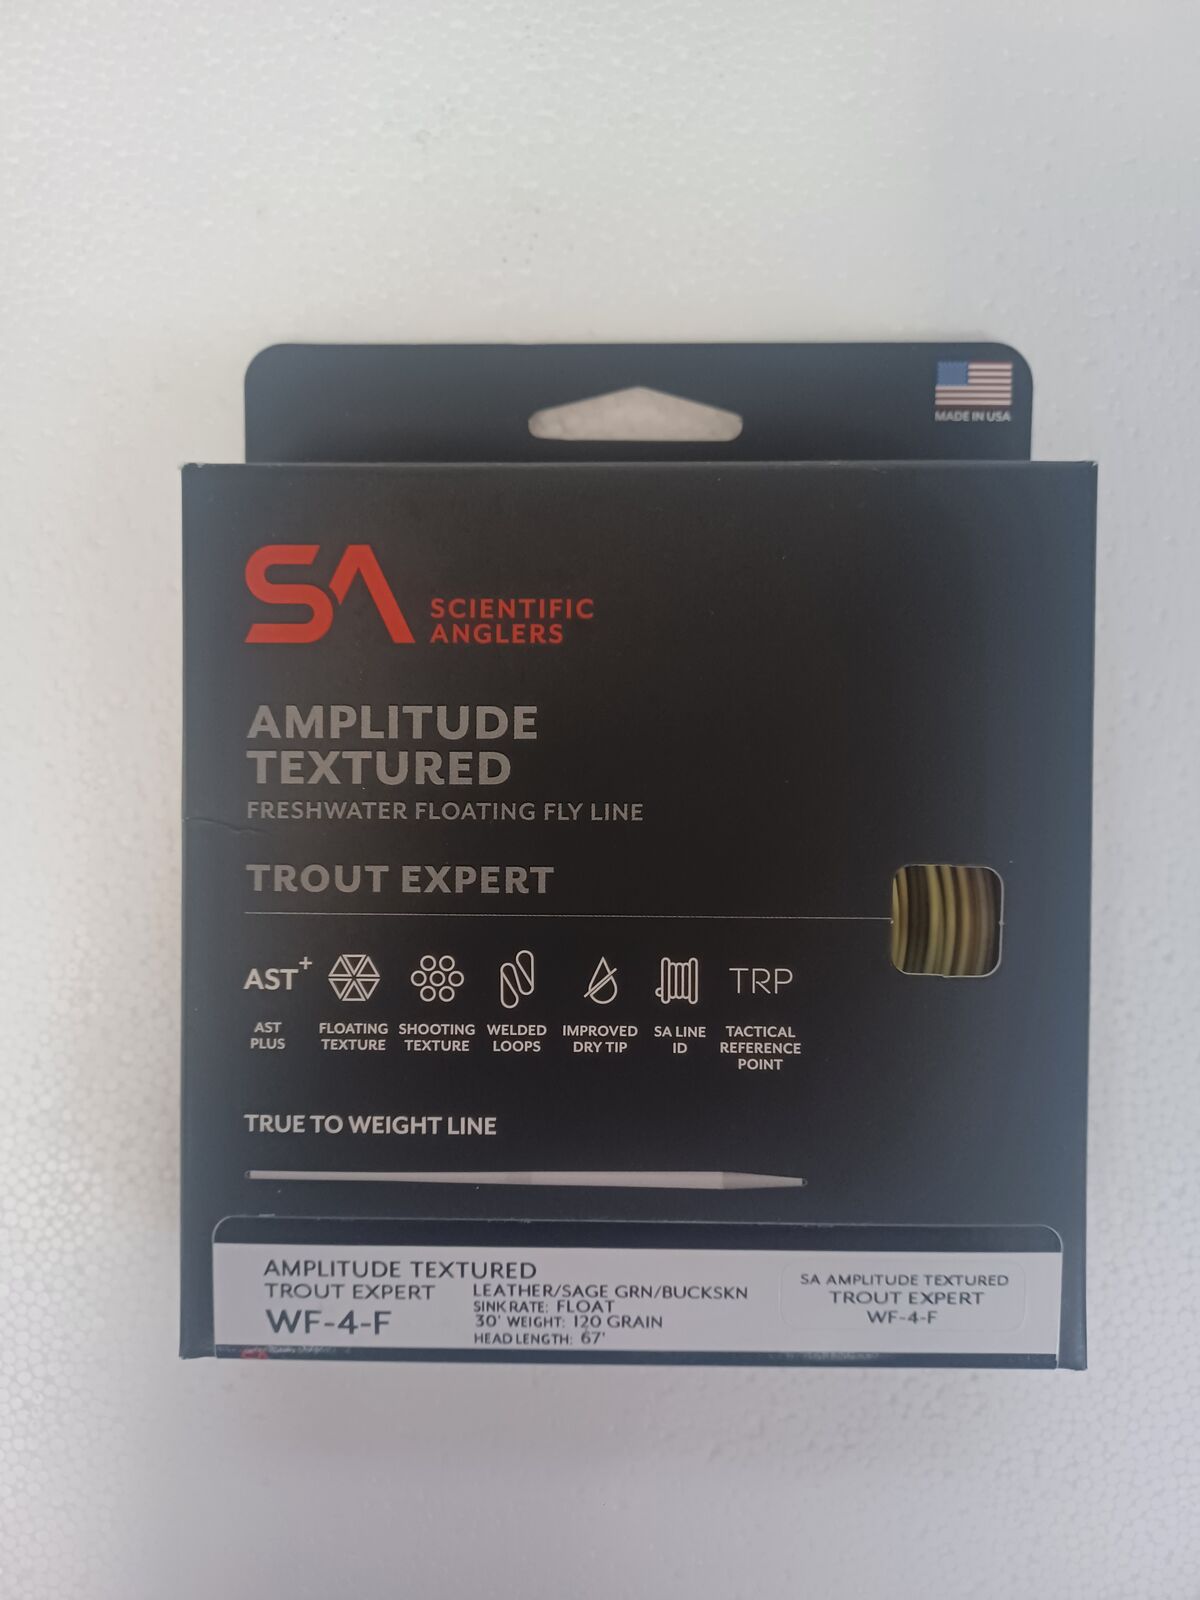 MADE IN USA
SA
SCIENTIFIC
ANGLERS
AMPLITUDE
TEXTURED
FRESHWATER FLOATING FLY LINE
TROUT EXPERT
AST+
TRP
AST
PLUS
FLOATING
TEXTURE
SHOOTING
TEXTURE
WELDED
LOOPS
IMPROVED
DRY TIP
SA LINE
ID
TACTICAL
REFERENCE
POINT
TRUE TO WEIGHT LINE
AMPLITUDE TEXTURED
TROUT EXPERT
WF-4-F
LEATHER/SAGE GRN/BUCKSKN
SINK RATE: FLOAT
30' WEIGHT: 120 GRAIN
HEAD LENGTH: 67'
SA AMPLITUDE TEXTURED
TROUT EXPERT
WF-4-F